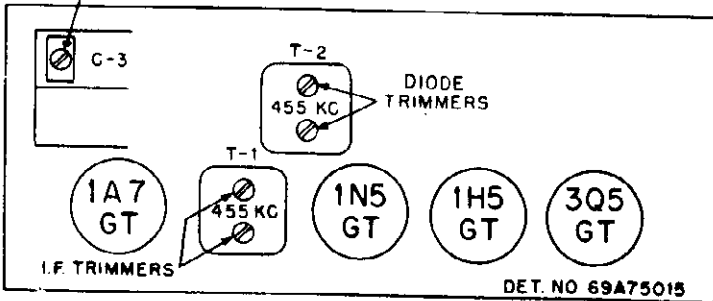 C-3
T-2
455 KC
DIODE
TRIMMERS
T-1
455 KC
1A7
GT
1N5
GT
1H5
GT
3Q5
GT
I.F. TRIMMERS
DET. NO 69A75015